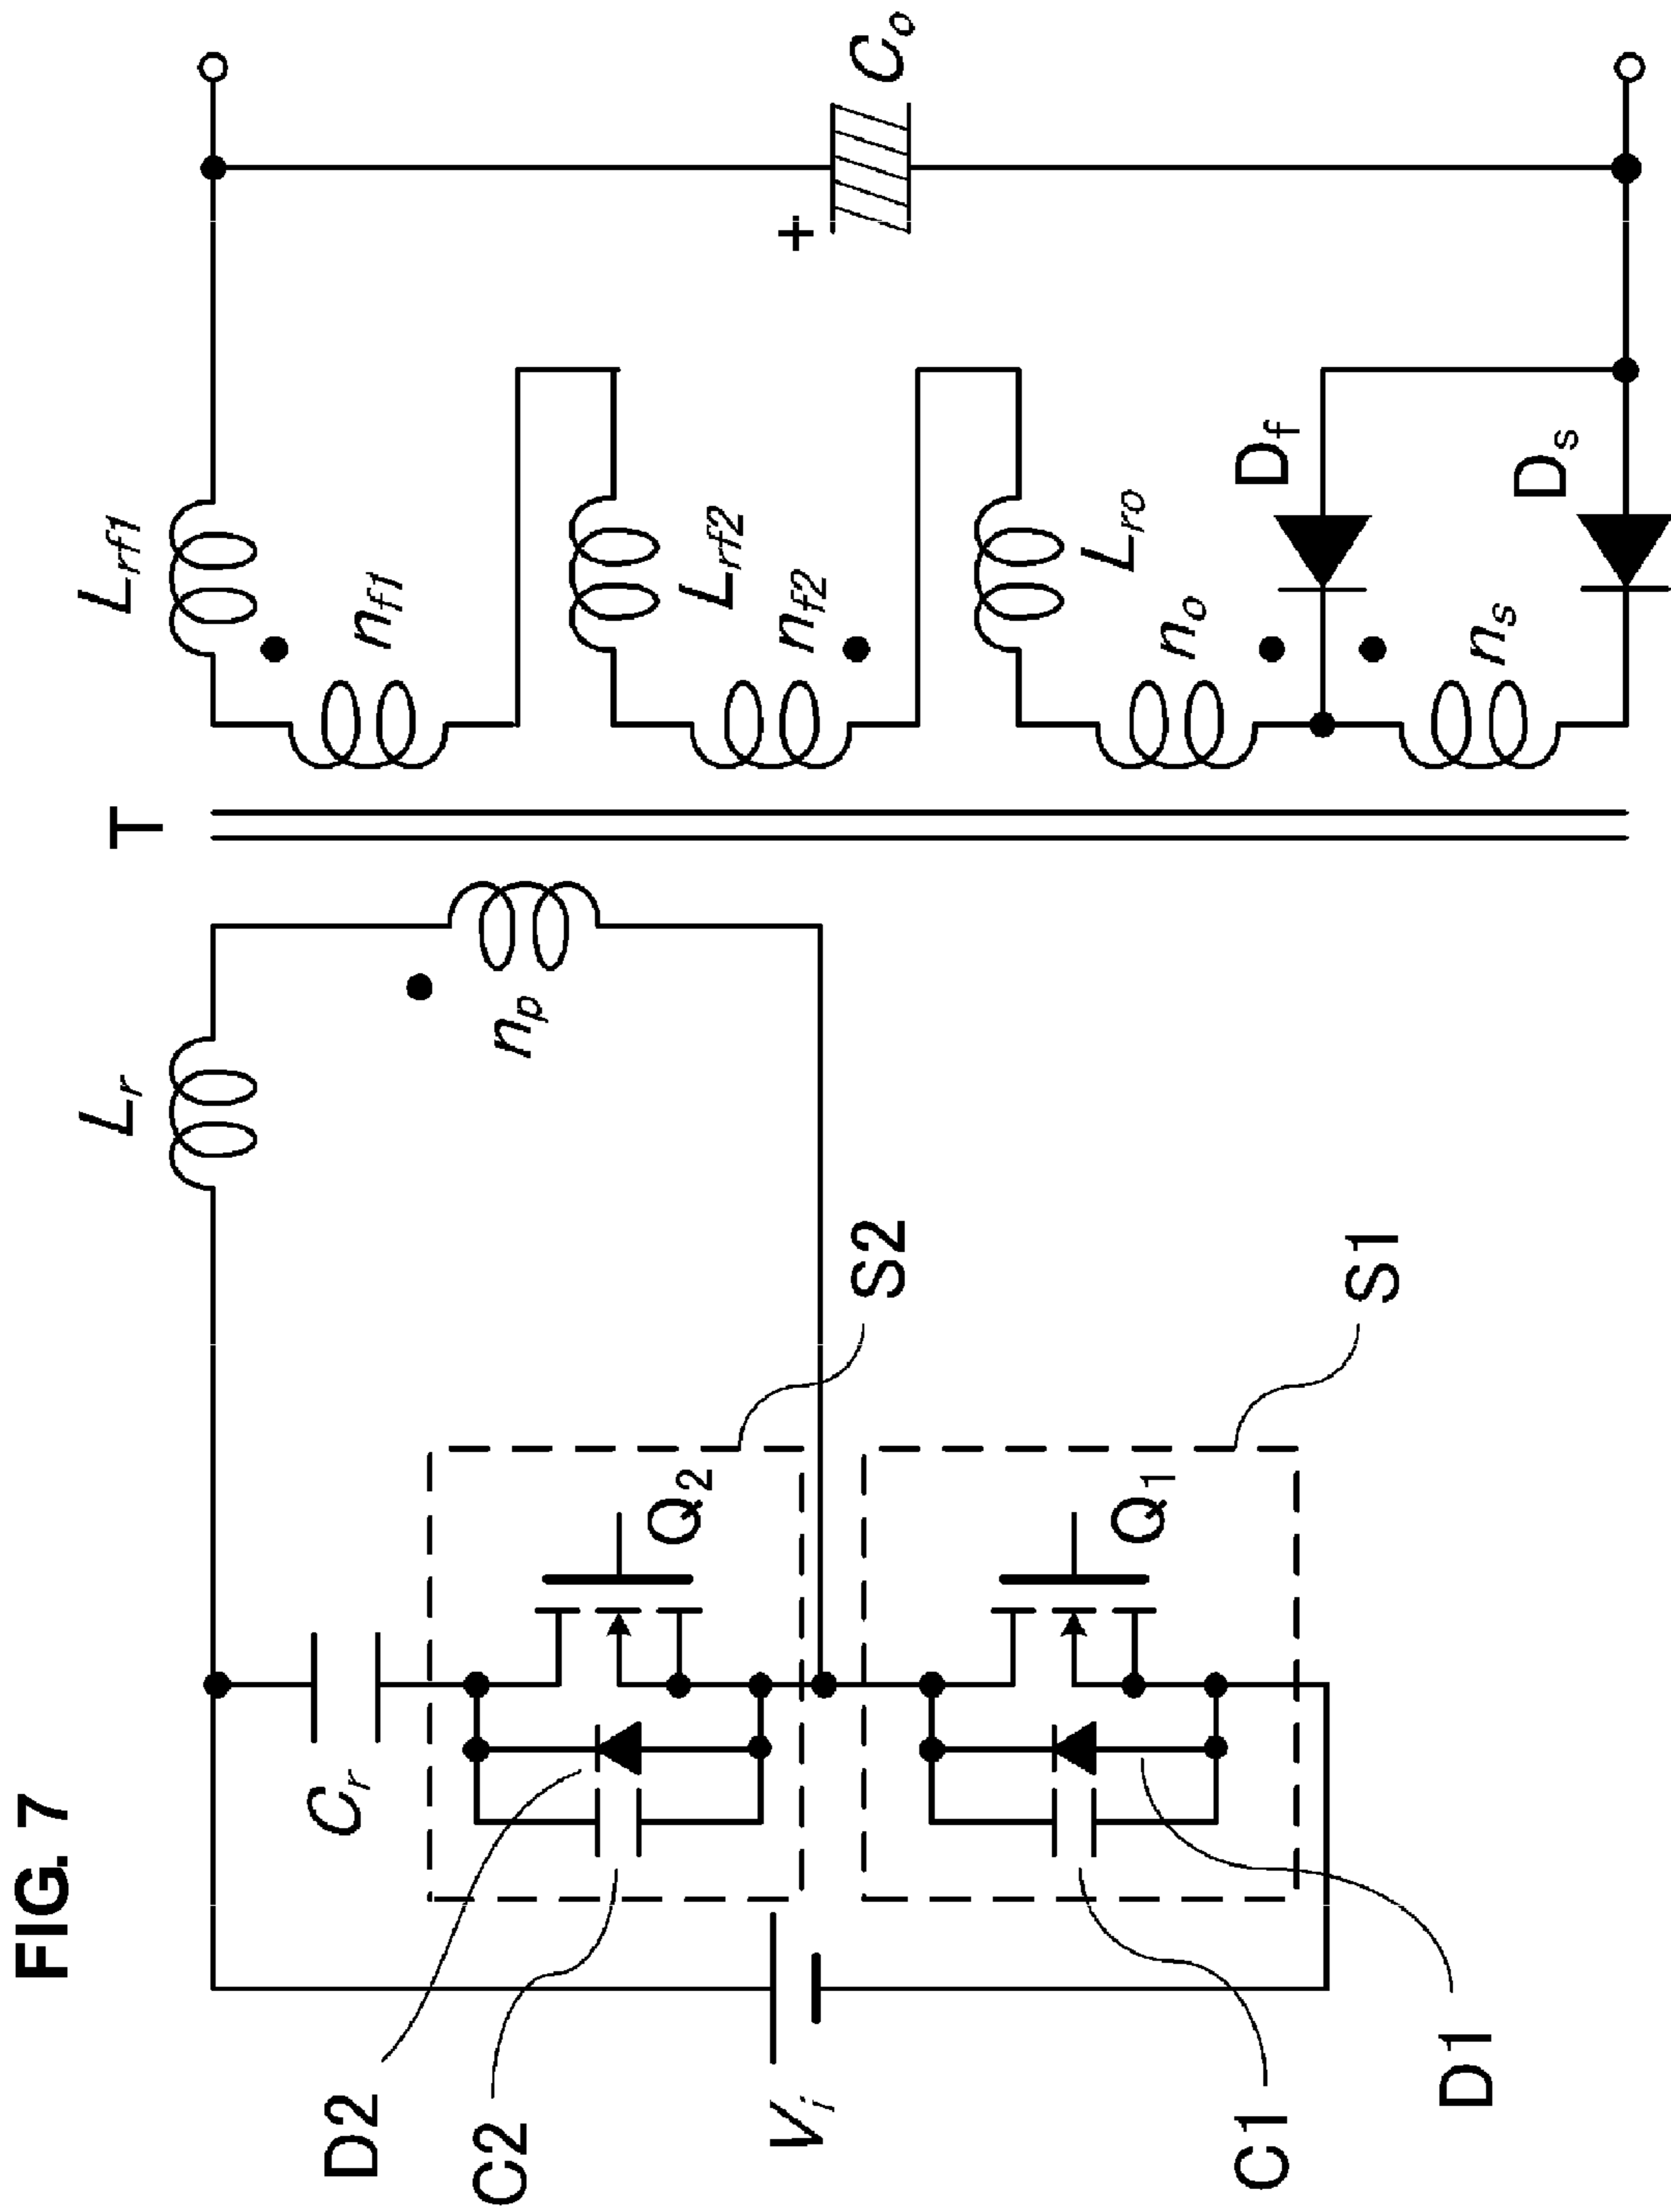 FIG. 7
T
Lr
np
Lrf1
nf1
Lrf2
nf2
Lro
no
ns
Df
Ds
+
Co
Cr
Q2
S2
Q1
S1
D2
C2
Vi
C1
D1